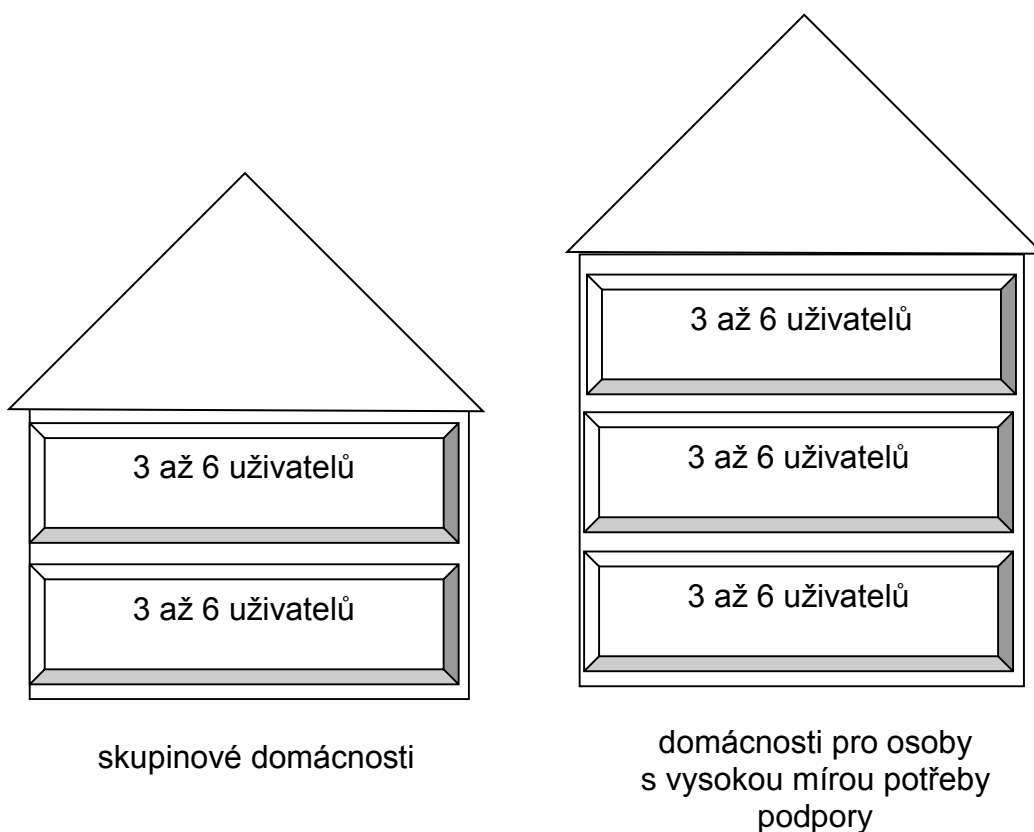 3 až 6 uživatelů
3 až 6 uživatelů
skupinové domácnosti
3 až 6 uživatelů
3 až 6 uživatelů
3 až 6 uživatelů
domácnosti pro osoby
s vysokou mírou potřeby
podpory